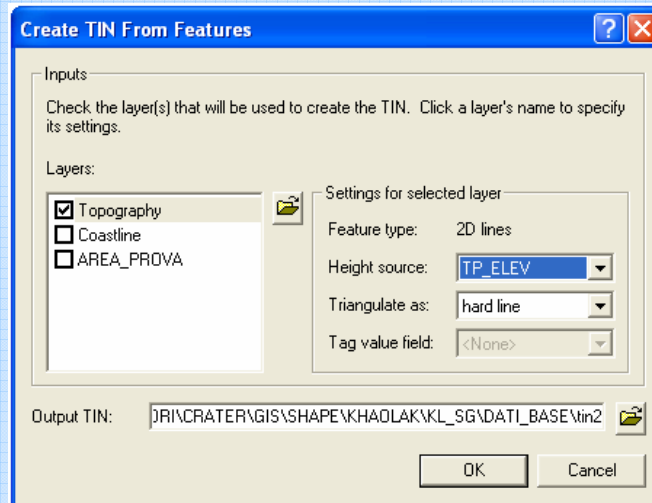 Create TIN From Features
Inputs
Check the layer(s) that will be used to create the TIN. Click a layer's name to specify
its settings.
Layers:
Topography
Coastline
AREA_PROVA
Settings for selected layer
Feature type: 2D lines
Height source: TP_ELEV
Triangulate as: hard line
Tag value field: <None>
Output TIN: ORI\CRATER\GIS\SHAPE\KHAOLAK\KL_SG\DATI_BASE\tin2
OK Cancel